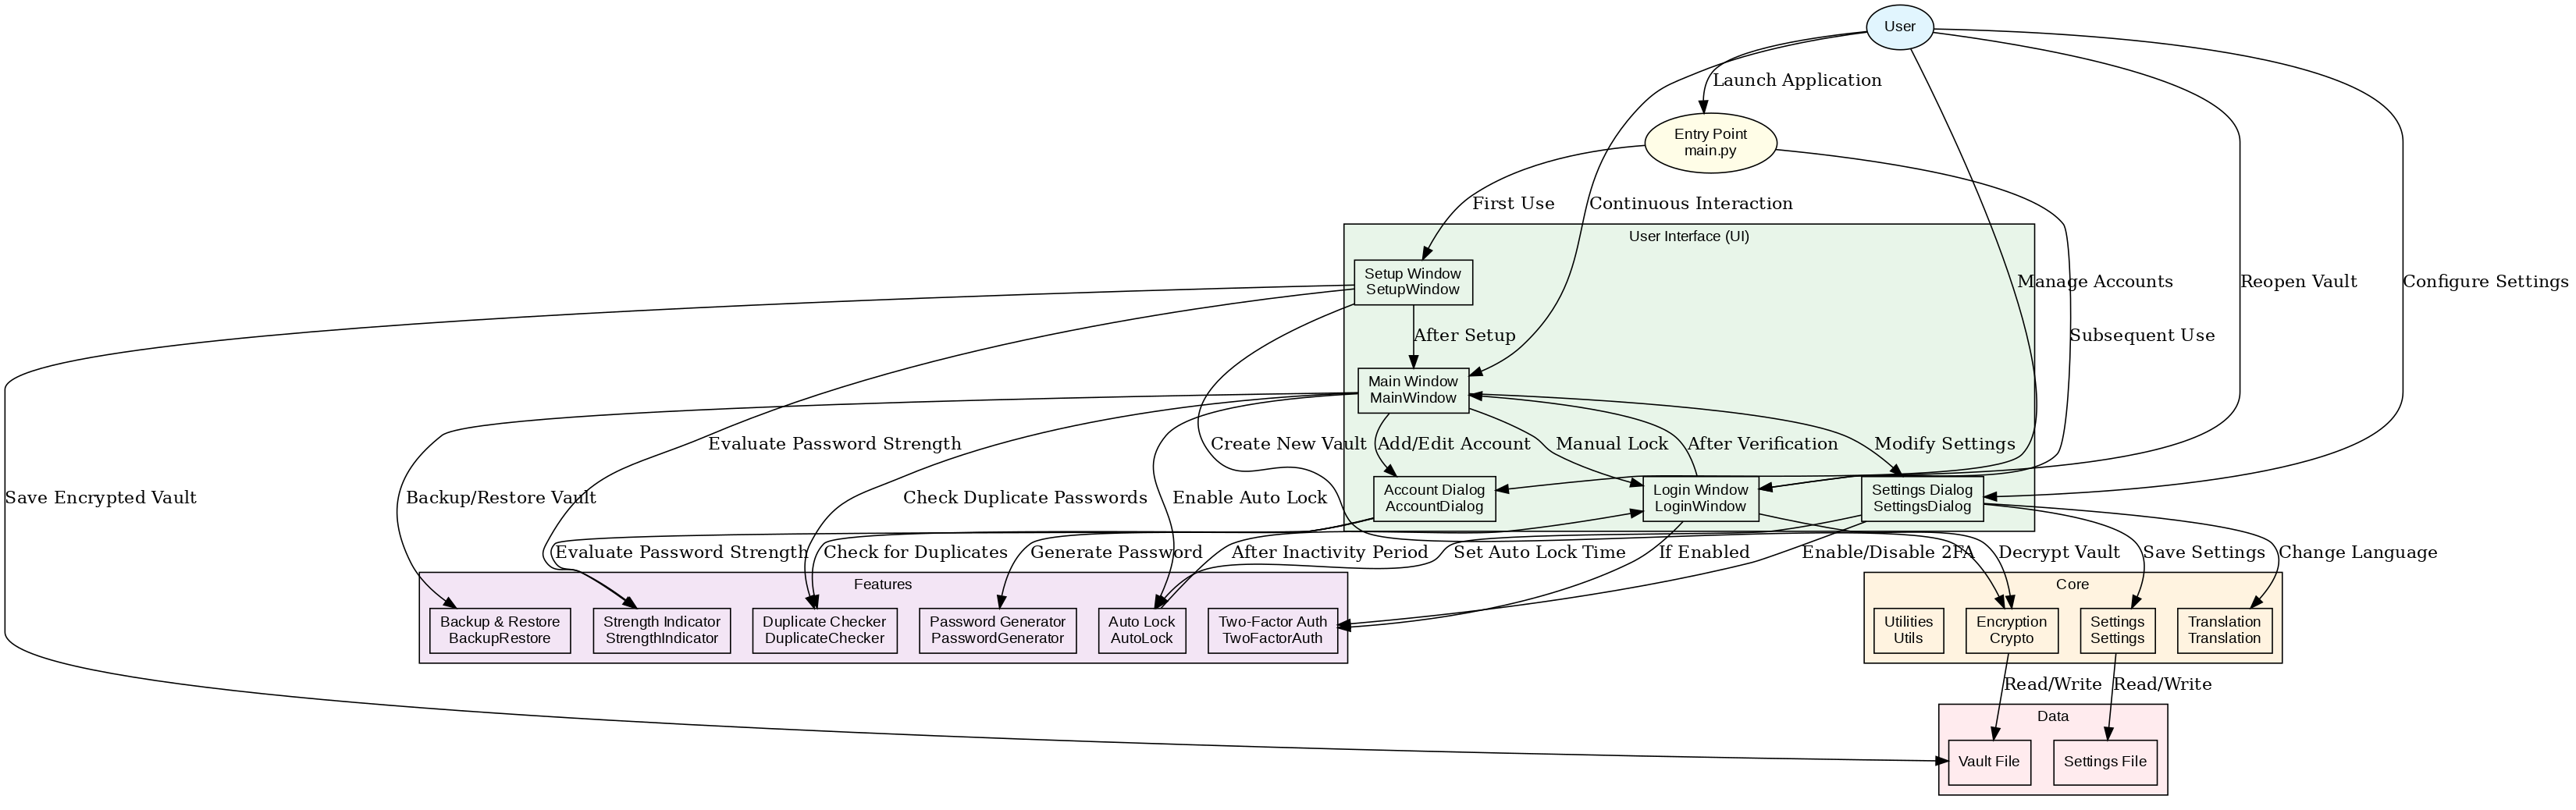 User
Launch Application
Entry Point
main.py
First Use
Continuous Interaction
User Interface (UI)
Setup Window
SetupWindow
Manage Accounts
Reopen Vault
Configure Settings
After Setup
Subsequent Use
Main Window
MainWindow
Evaluate Password Strength
Create New Vault
Add/Edit Account
Manual Lock
After Verification
Modify Settings
Save Encrypted Vault
Backup/Restore Vault
Check Duplicate Passwords
Enable Auto Lock
Account Dialog
AccountDialog
Login Window
LoginWindow
Settings Dialog
SettingsDialog
Evaluate Password Strength
Check for Duplicates
Generate Password
After Inactivity Period
Set Auto Lock Time
If Enabled
Enable/Disable 2FA
Decrypt Vault
Save Settings
Change Language
Features
Backup & Restore
BackupRestore
Strength Indicator
StrengthIndicator
Duplicate Checker
DuplicateChecker
Password Generator
PasswordGenerator
Auto Lock
AutoLock
Two-Factor Auth
TwoFactorAuth
Core
Utilities
Utils
Encryption
Crypto
Settings
Settings
Translation
Translation
Read/Write
Read/Write
Data
Vault File
Settings File